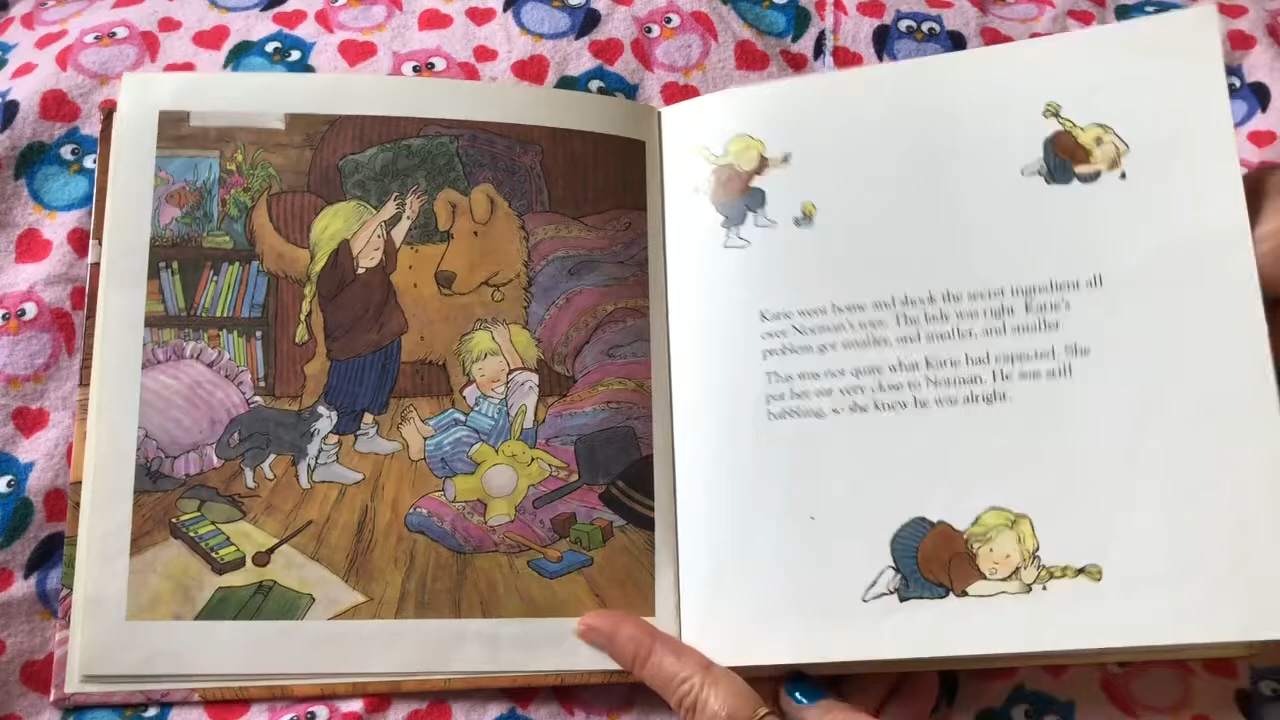 Katie went home and shook the secret ingredient all
over Norman's toes. The lady was right. Katie's
problem got smaller, and smaller, and smaller.
This was not quite what Katie had expected. She
put her ear very close to Norman. He was still
babbling, so she knew he was alright.